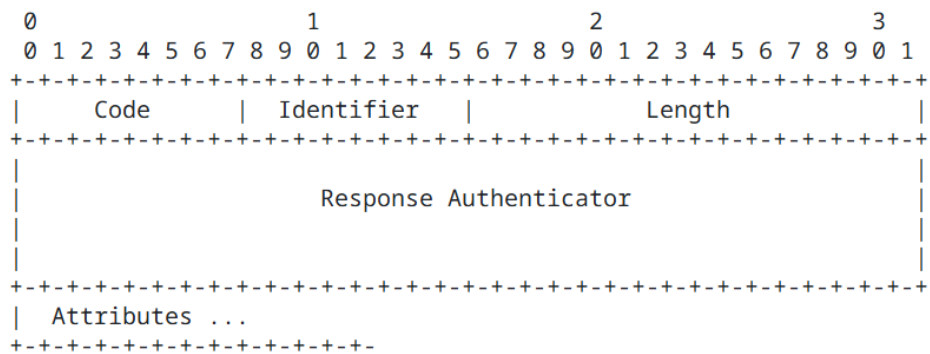 0                   1                   2                   3
 0 1 2 3 4 5 6 7 8 9 0 1 2 3 4 5 6 7 8 9 0 1 2 3 4 5 6 7 8 9 0 1
+-+-+-+-+-+-+-+-+-+-+-+-+-+-+-+-+-+-+-+-+-+-+-+-+-+-+-+-+-+-+-+-+
|     Code      |  Identifier   |            Length             |
+-+-+-+-+-+-+-+-+-+-+-+-+-+-+-+-+-+-+-+-+-+-+-+-+-+-+-+-+-+-+-+-+
|                                                               |
|                     Response Authenticator                    |
|                                                               |
|                                                               |
+-+-+-+-+-+-+-+-+-+-+-+-+-+-+-+-+-+-+-+-+-+-+-+-+-+-+-+-+-+-+-+-+
|  Attributes ...
+-+-+-+-+-+-+-+-+-+-+-+-+-